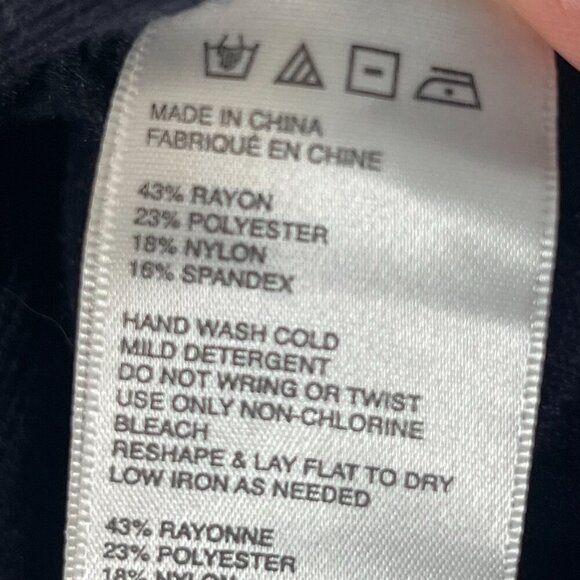 MADE IN CHINA
FABRIQUÉ EN CHINE
43% RAYON
23% POLYESTER
18% NYLON
16% SPANDEX
HAND WASH COLD
MILD DETERGENT
DO NOT WRING OR TWIST
USE ONLY NON-CHLORINE
BLEACH
RESHAPE & LAY FLAT TO DRY
LOW IRON AS NEEDED
43% RAYONNE
23% POLYESTER
18% NYLON